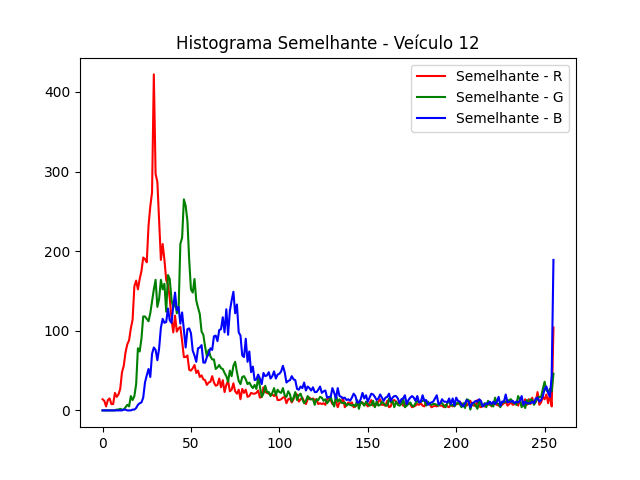 Histograma Semelhante - Veículo 12
Semelhante - R
Semelhante - G
Semelhante - B
400
300
200
100
0
0 50 100 150 200 250